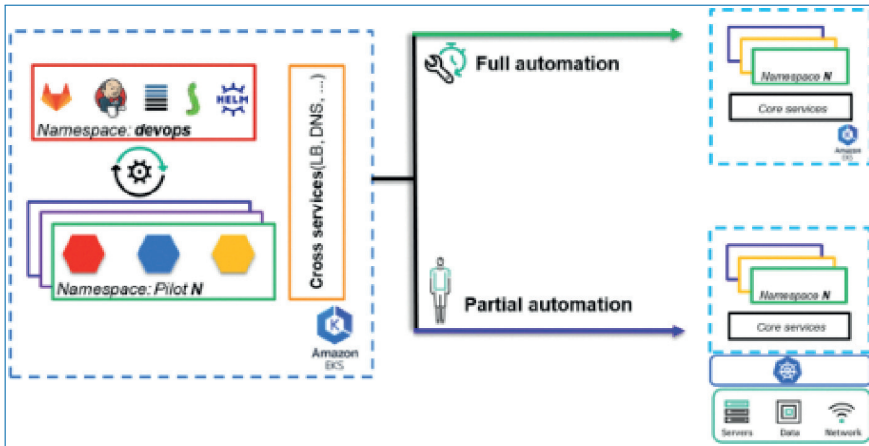 HELM
Namespace: devops
Cross services(LB, DNS, ...)
Namespace: Pilot N
Amazon
EKS
Full automation
Partial automation
Namespace N
Core services
Amazon
EKS
Namespace N
Core services
Servers
Data
Network